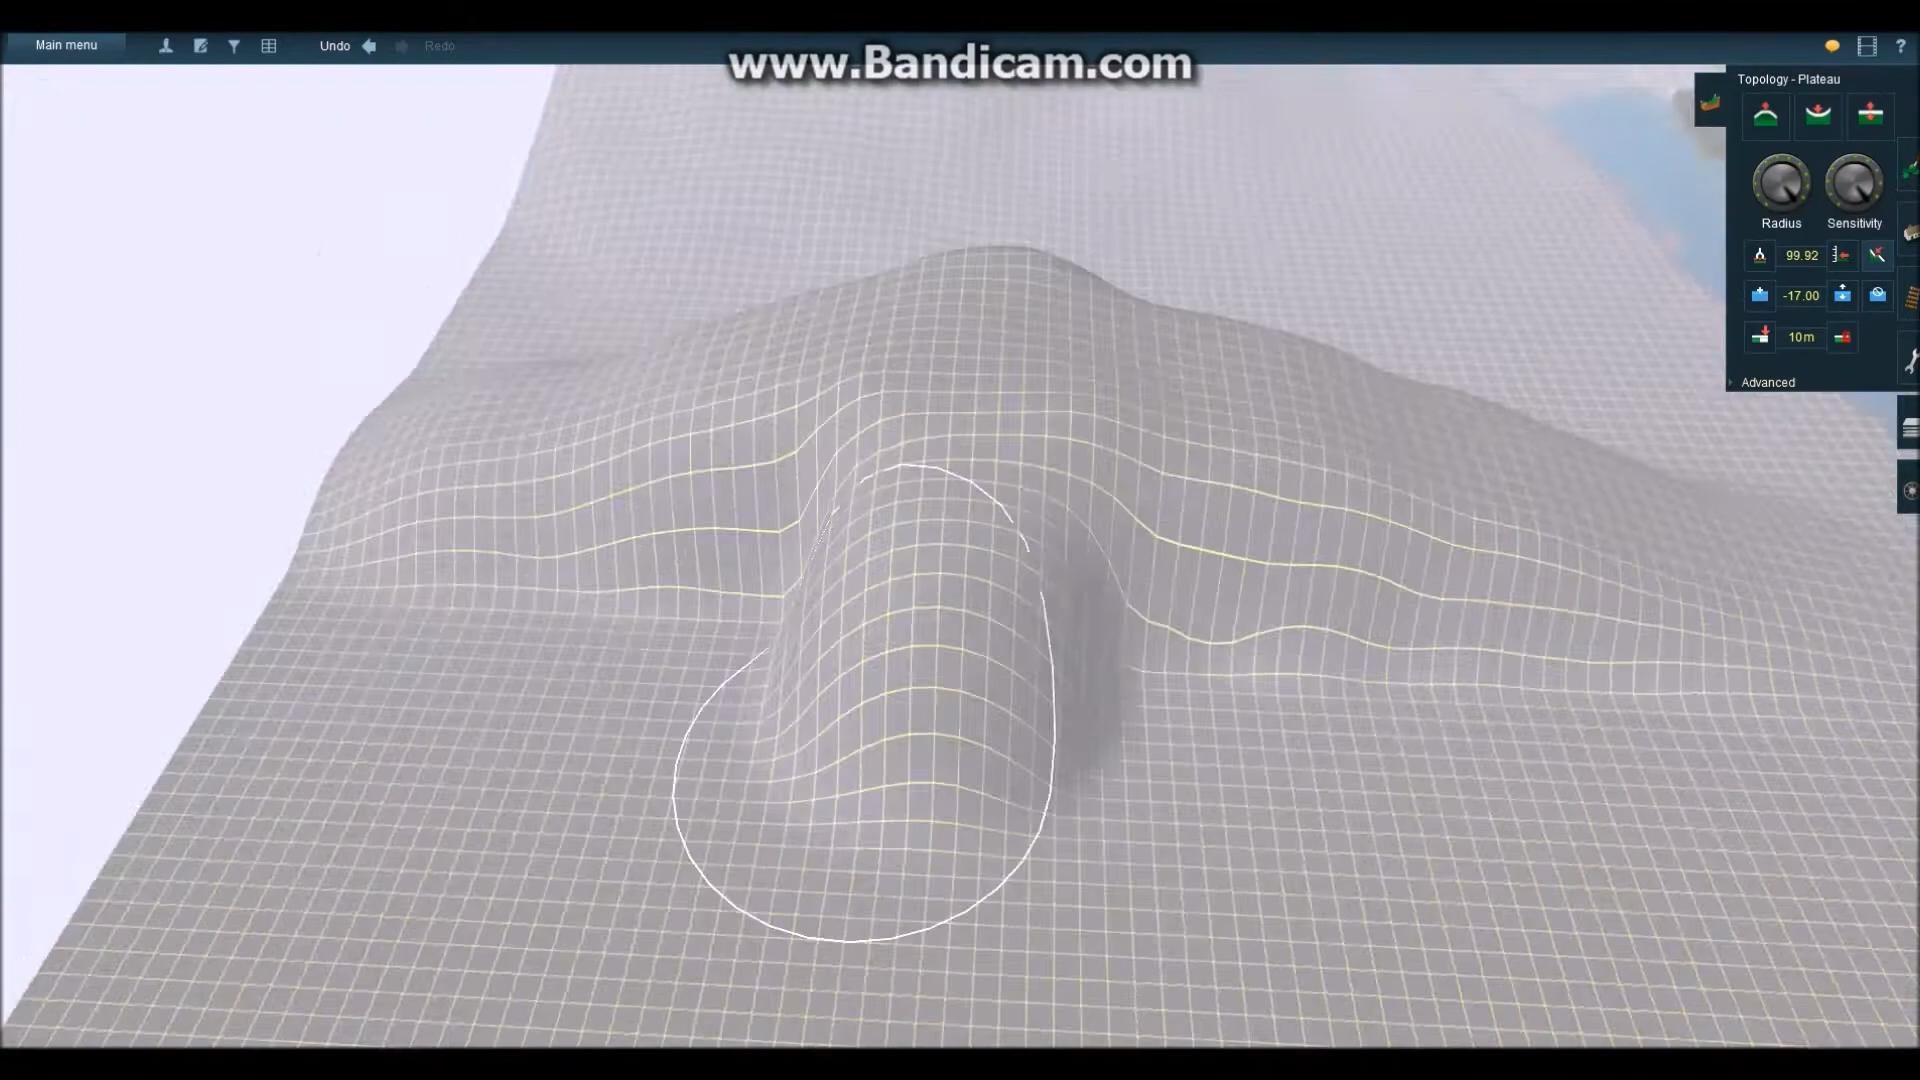 Main menu
Undo
Redo
www.Bandicam.com
?
Topology - Plateau
Radius
Sensitivity
99.92
-17.00
10m
Advanced